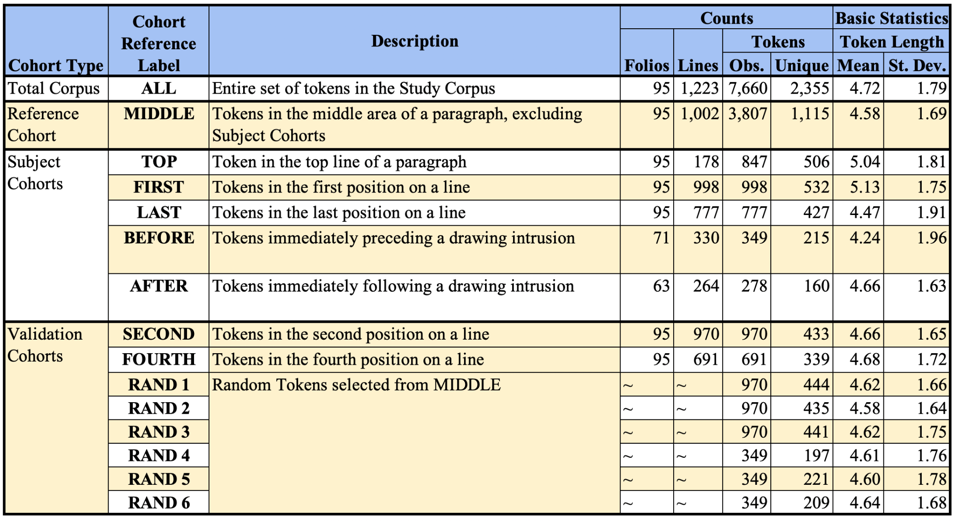 Cohort Type Cohort Reference Label Description Counts Basic Statistics
Folios Lines Tokens Token Length
Obs. Unique Mean St. Dev.
Total Corpus ALL Entire set of tokens in the Study Corpus 95 1,223 7,660 2,355 4.72 1.79
Reference Cohort MIDDLE Tokens in the middle area of a paragraph, excluding Subject Cohorts 95 1,002 3,807 1,115 4.58 1.69
Subject Cohorts TOP Token in the top line of a paragraph 95 178 847 506 5.04 1.81
FIRST Tokens in the first position on a line 95 998 998 532 5.13 1.75
LAST Tokens in the last position on a line 95 777 777 427 4.47 1.91
BEFORE Tokens immediately preceding a drawing intrusion 71 330 349 215 4.24 1.96
AFTER Tokens immediately following a drawing intrusion 63 264 278 160 4.66 1.63
Validation Cohorts SECOND Tokens in the second position on a line 95 970 970 433 4.66 1.65
FOURTH Tokens in the fourth position on a line 95 691 691 339 4.68 1.72
RAND 1 Random Tokens selected from MIDDLE ~ ~ 970 444 4.62 1.66
RAND 2 ~ ~ 970 435 4.58 1.64
RAND 3 ~ ~ 970 441 4.62 1.75
RAND 4 ~ ~ 349 197 4.61 1.76
RAND 5 ~ ~ 349 221 4.60 1.78
RAND 6 ~ ~ 349 209 4.64 1.68